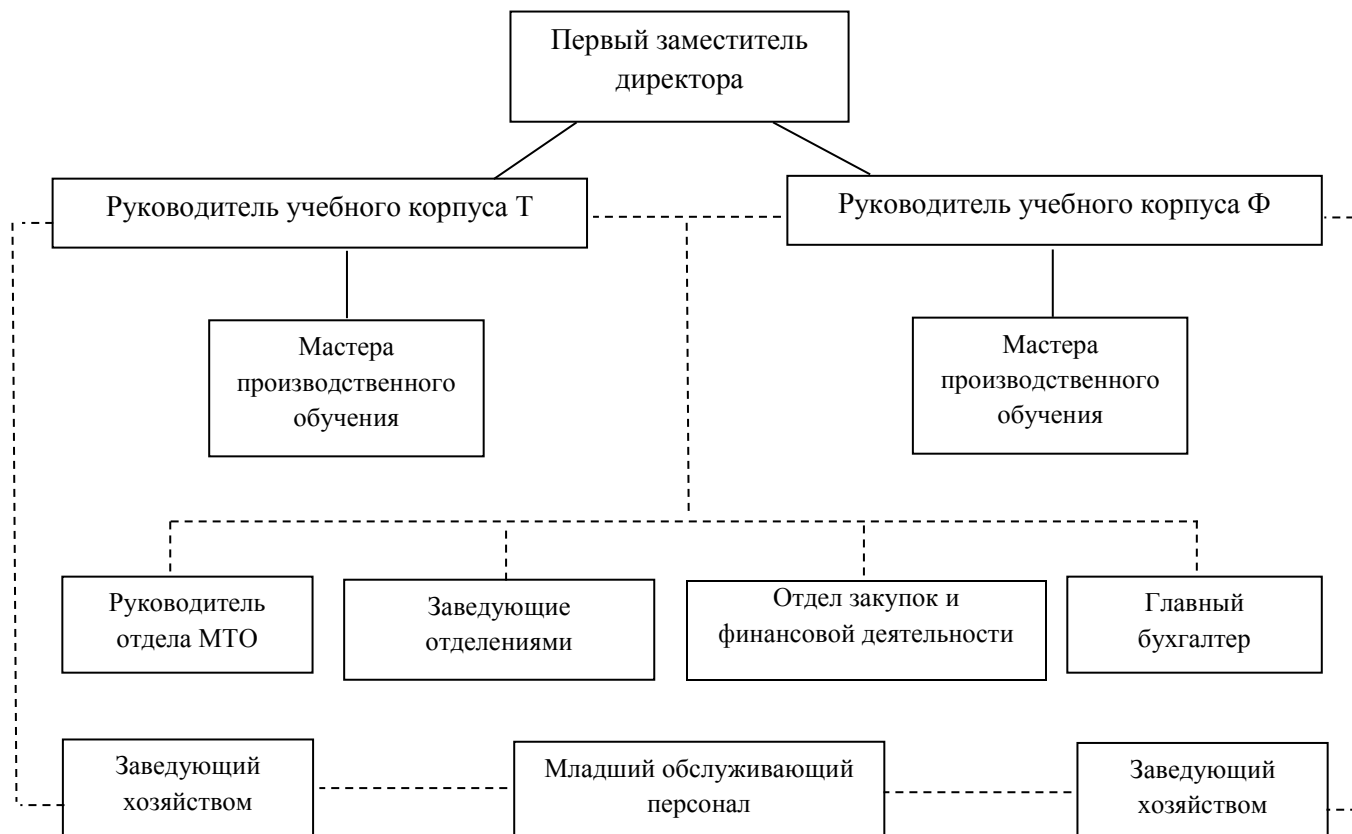 Первый заместитель
директора
Руководитель учебного корпуса Т
Руководитель учебного корпуса Ф
Мастера
производственного
обучения
Мастера
производственного
обучения
Руководитель
отдела МТО
Заведующие
отделениями
Отдел закупок и
финансовой деятельности
Главный
бухгалтер
Заведующий
хозяйством
Младший обслуживающий
персонал
Заведующий
хозяйством